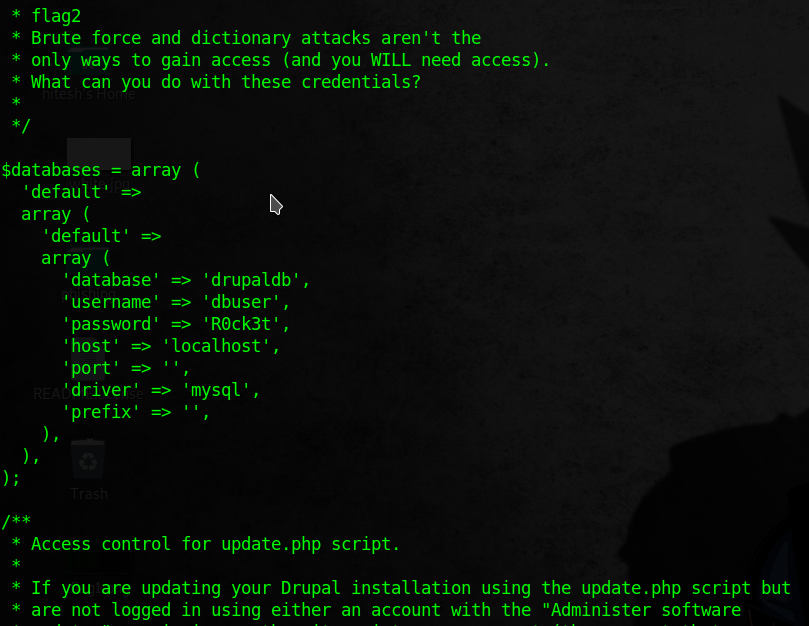 * flag2
 * Brute force and dictionary attacks aren't the
 * only ways to gain access (and you WILL need access).
 * What can you do with these credentials?
 *
 */
$databases = array (
  'default' =>
  array (
    'default' =>
    array (
      'database' => 'drupaldb',
      'username' => 'dbuser',
      'password' => 'R0ck3t',
      'host' => 'localhost',
      'port' => '',
      'driver' => 'mysql',
      'prefix' => '',
    ),
  ),
);
Trash
/**
 * Access control for update.php script.
 *
 * If you are updating your Drupal installation using the update.php script but
 * are not logged in using either an account with the "Administer software